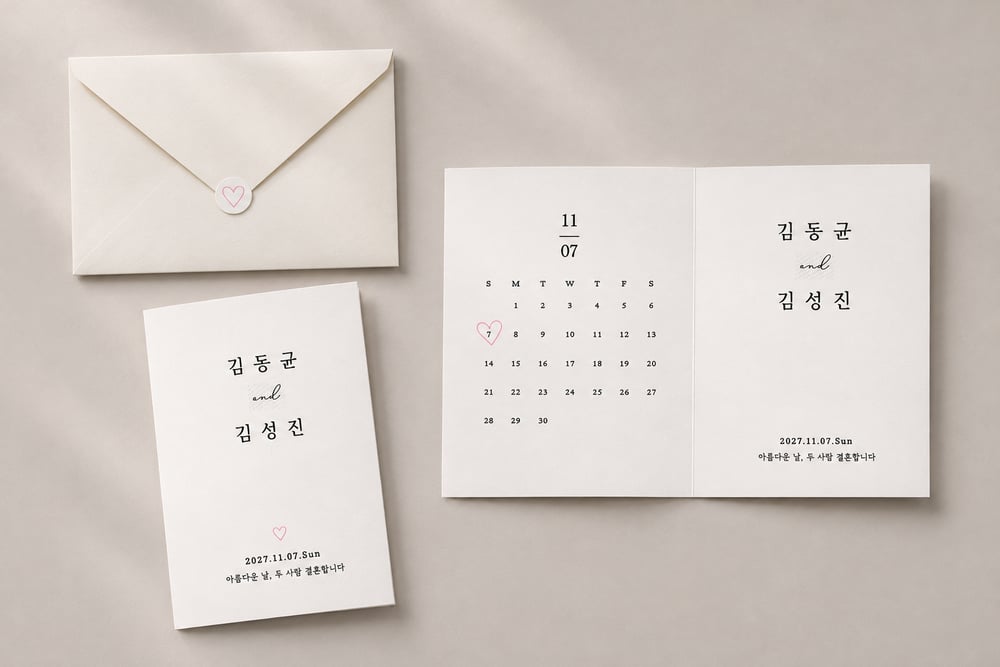 김동균
and
김성진
2027.11.07.Sun
아름다운 날, 두 사람 결혼합니다
11
07
S M T W T F S
1 2 3 4 5 6
7 8 9 10 11 12 13
14 15 16 17 18 19 20
21 22 23 24 25 26 27
28 29 30
김동균
and
김성진
2027.11.07.Sun
아름다운 날, 두 사람 결혼합니다